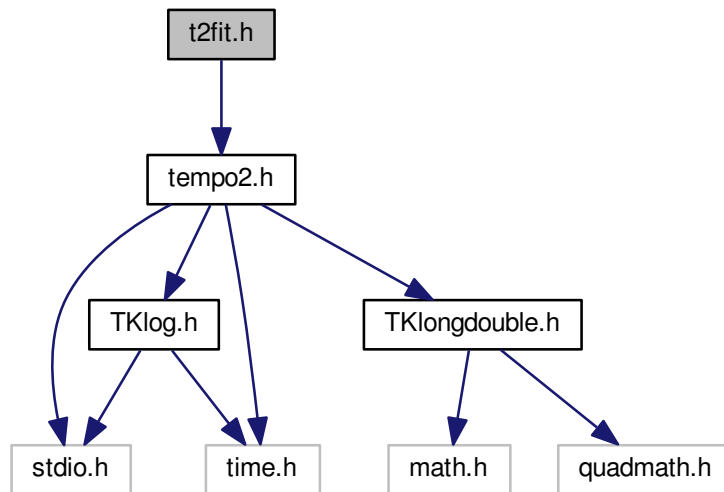 t2fit.h
tempo2.h
TKlog.h
TKlongdouble.h
stdio.h
time.h
math.h
quadmath.h